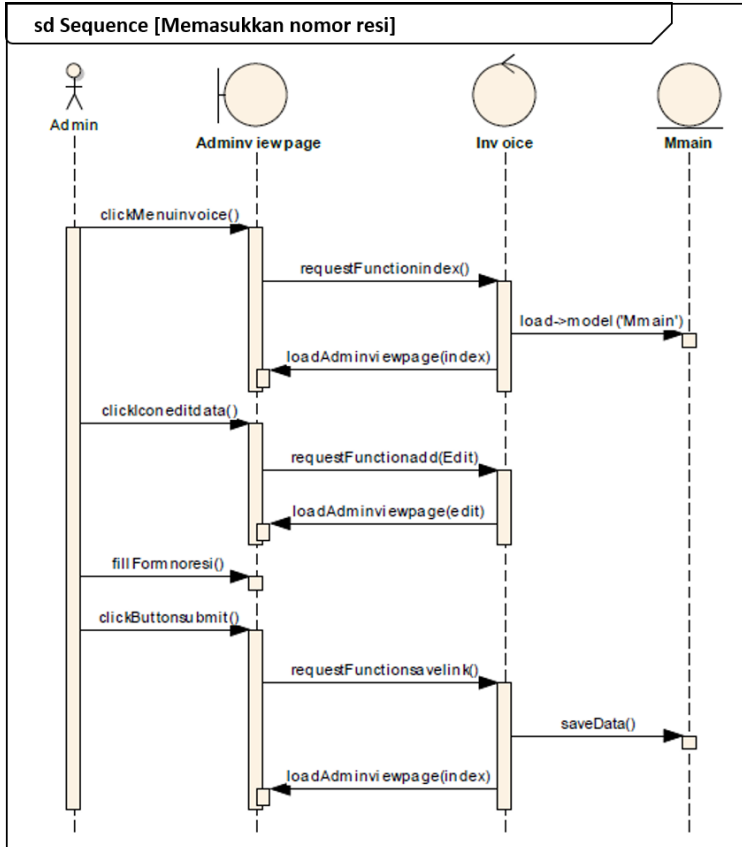 sd Sequence [Memasukkan nomor resi]
Admin
Adminviewpage
Invoice
Mmain
clickMenuinvoice()
requestFunctionindex()
load->model('Mmain')
loadAdminviewpage(index)
clickIconeditdata()
requestFunctionadd(Edit)
loadAdminviewpage(edit)
fillFormnoresi()
clickButtonsubmit()
requestFunctionsavelink()
saveData()
loadAdminviewpage(index)